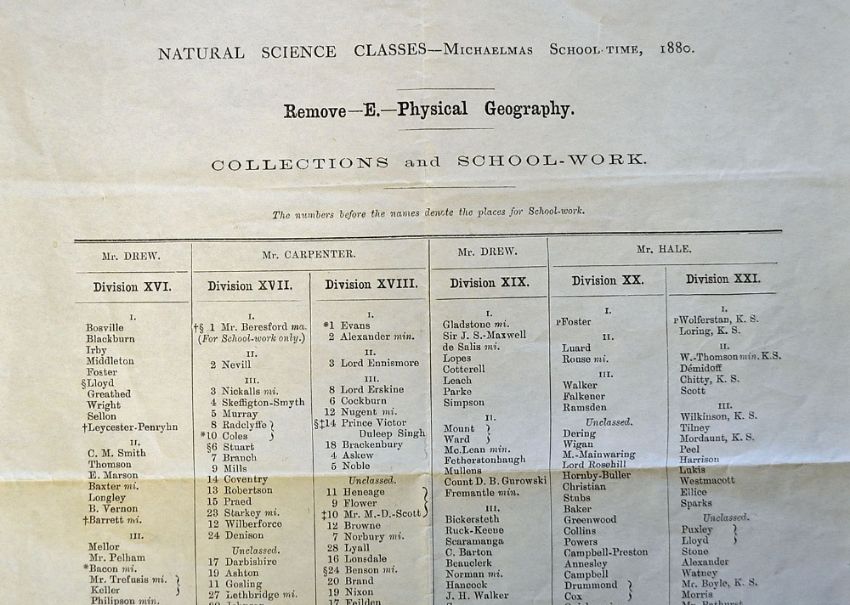 NATURAL SCIENCE CLASSES—Michaelmas School-time, 1880.
Remove—E.—Physical Geography.
COLLECTIONS and SCHOOL-WORK.
The numbers before the names denote the places for School-work.
Mr. DREW.
Division XVI.
I.
Bosville
Blackburn
Irby
Middleton
Foster
§Lloyd
Greathed
Wright
Sellon
†Leycester-Penryhn
II.
C. M. Smith
Thomson
E. Marson
Baxter mi.
Longley
B. Vernon
†Barrett mi.
III.
Mellor
Mr. Pelham
*Bacon mi.
Mr. Trefusis mi. }
Keller }
Philipson min.
Mr. CARPENTER.
Division XVII.
I.
†§ 1 Mr. Beresford ma.
(For School-work only.)
II.
2 Nevill
III.
3 Nickalls mi.
4 Skeffigton-Smyth
5 Murray
8 Radclyffe }
*10 Coles }
§6 Stuart
7 Branch
9 Mills
14 Coventry
13 Robertson
15 Praed
23 Starkey mi.
12 Wilberforce
24 Denison
Unclassed.
17 Darbishire
19 Ashton
11 Gosling
27 Lethbridge mi.
Division XVIII.
I.
*1 Evans
2 Alexander min.
II.
3 Lord Ennismore
III.
8 Lord Erskine
6 Cockburn
12 Nugent mi.
§‡14 Prince Victor
Duleep Singh
18 Brackenbury
4 Askew
5 Noble
Unclassed.
11 Heneage }
9 Flower }
‡10 Mr. M.-D.-Scott }
12 Browne
7 Norbury mi.
28 Lyall
16 Lonsdale
§24 Benson mi.
20 Brand
19 Nixon
17 Feilden
Mr. DREW.
Division XIX.
I.
Gladstone mi.
Sir J. S.-Maxwell
de Salis mi.
Lopes
Cotterell
Leach
Parke
Simpson
II.
Mount }
Ward }
McLean min.
Fetherstonhaugh
Mullens
Count D. B. Gurowski
Fremantle min.
III.
Bickersteth
Ruck-Keene
Scaramanga
C. Barton
Beauclerk
Norman mi.
Hancock
J. H. Walker
Mr. HALE.
Division XX.
I.
PFoster
II.
Luard
Rouse mi.
III.
Walker
Falkener
Ramsden
Unclassed.
Dering
Wigan
M.-Mainwaring
Lord Rosehill
Hornby-Buller
Christian
Stubs
Baker
Greenwood
Collins
Powers
Campbell-Preston
Annesley
Campbell
Drummond }
Cox }
Division XXI.
I.
PWolferstan, K. S.
Loring, K. S.
II.
W.-Thomson min. K.S.
Démidoff
Chitty, K. S.
Scott
III.
Wilkinson, K. S.
Tilney
Mordaunt, K. S.
Peel
Harrison
Lukis
Westmacott
Ellice
Sparks
Unclassed.
Puxley }
Lloyd }
Stone
Alexander
Watney
Mr. Boyle, K. S.
Morris
Mr. Bathurst